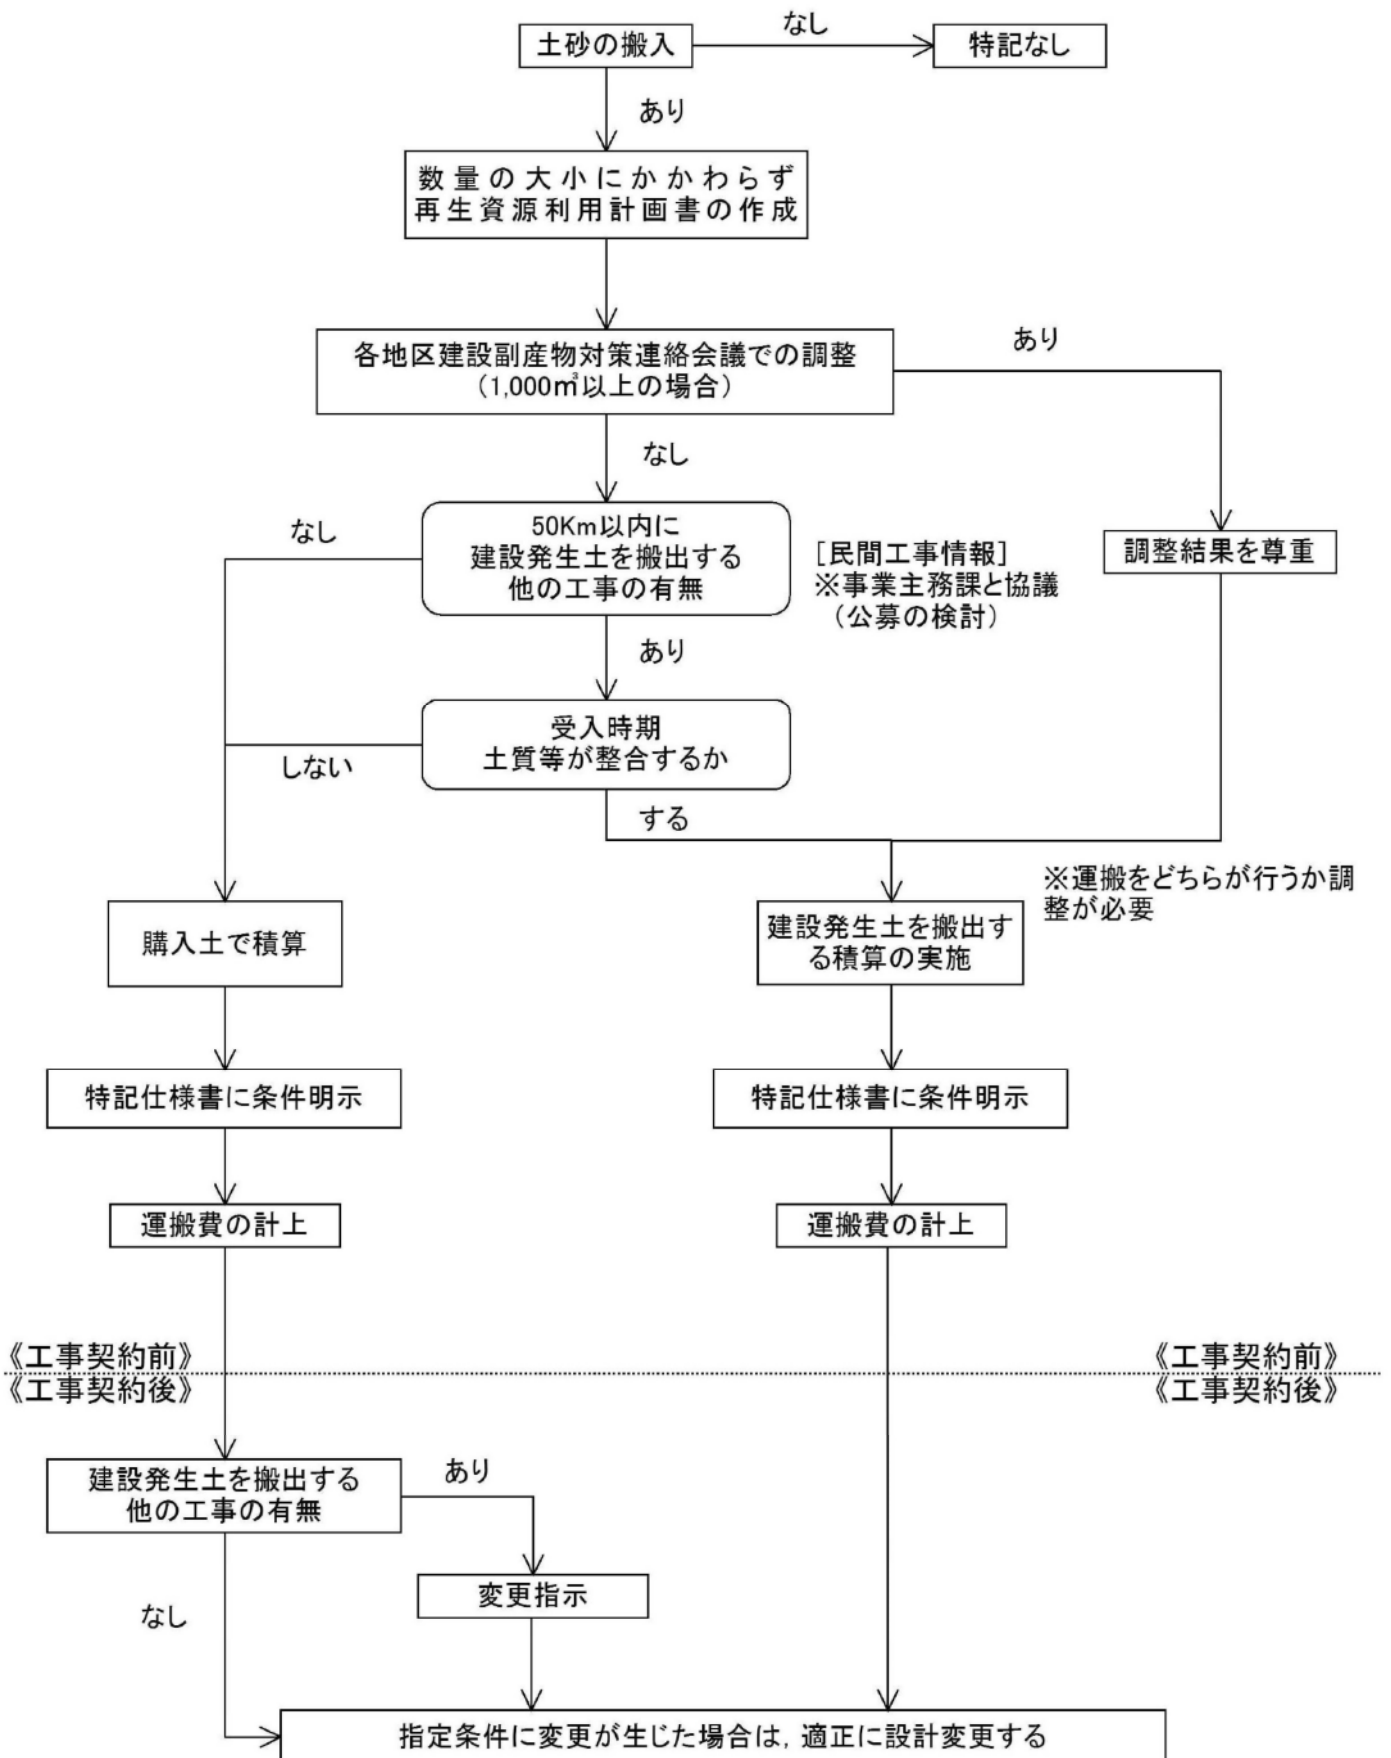 土砂の搬入
なし
特記なし
あり
数量の大小にかかわらず
再生資源利用計画書の作成
各地区建設副産物対策連絡会議での調整
（1,000㎥以上の場合）
あり
なし
50Km以内に
建設発生土を搬出する
他の工事の有無
なし
［民間工事情報］
※事業主務課と協議
（公募の検討）
調整結果を尊重
あり
受入時期
土質等が整合するか
しない
する
※運搬をどちらが行うか調
整が必要
購入土で積算
建設発生土を搬出す
る積算の実施
特記仕様書に条件明示
特記仕様書に条件明示
運搬費の計上
運搬費の計上
《工事契約前》
《工事契約前》
《工事契約後》
《工事契約後》
建設発生土を搬出する
他の工事の有無
あり
変更指示
なし
指定条件に変更が生じた場合は，適正に設計変更する